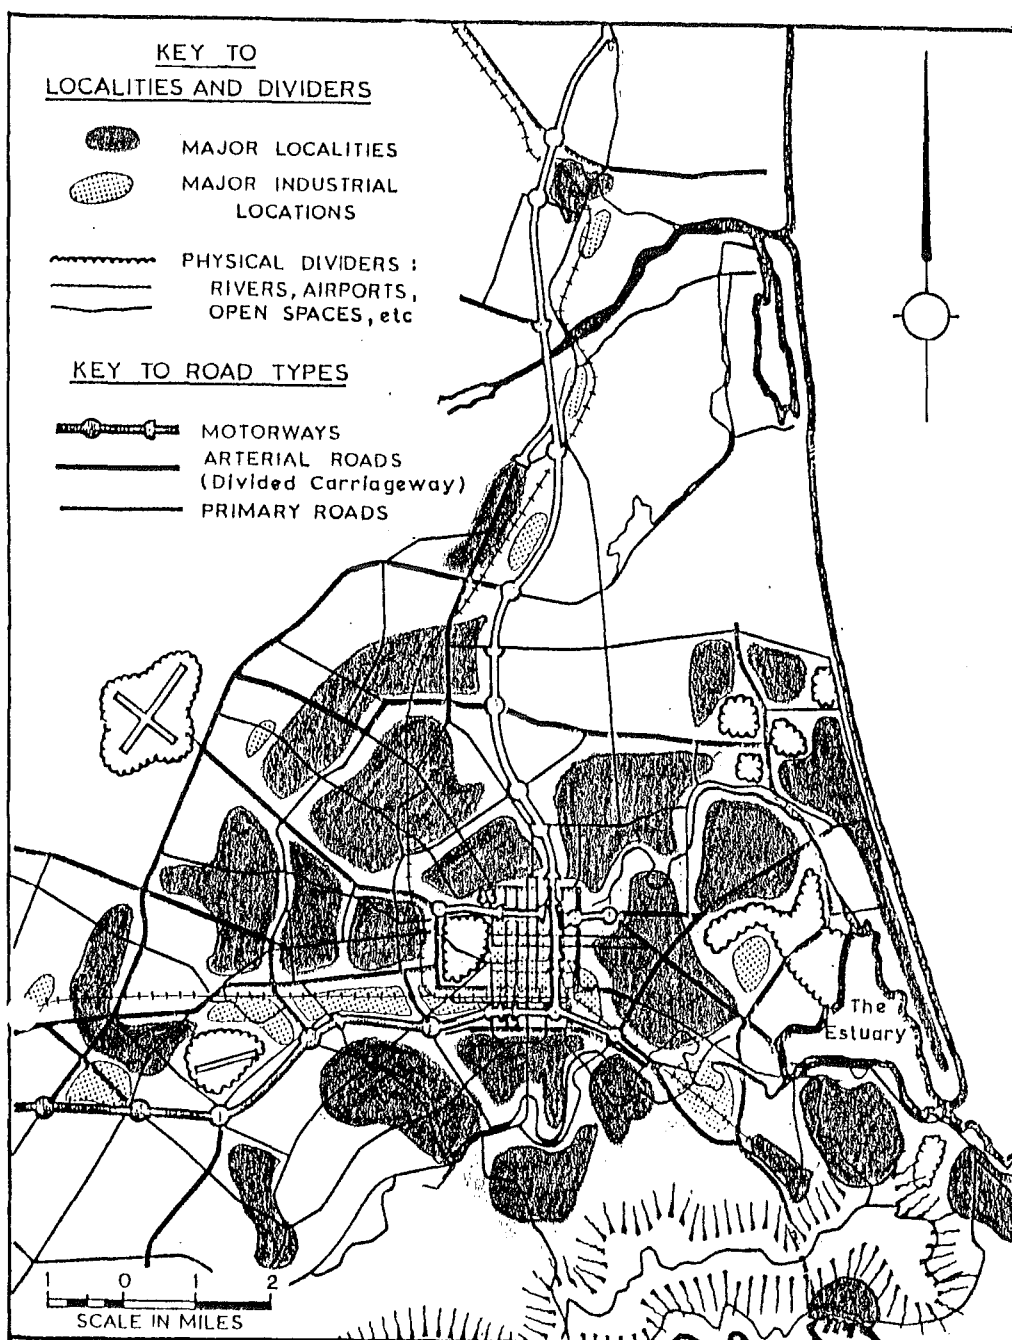 KEY TO
LOCALITIES AND DIVIDERS
MAJOR LOCALITIES
MAJOR INDUSTRIAL
LOCATIONS
PHYSICAL DIVIDERS :
RIVERS, AIRPORTS,
OPEN SPACES, etc
KEY TO ROAD TYPES
MOTORWAYS
ARTERIAL ROADS
(Divided Carriageway)
PRIMARY ROADS
The
Estuary
1 0 1 2
SCALE IN MILES